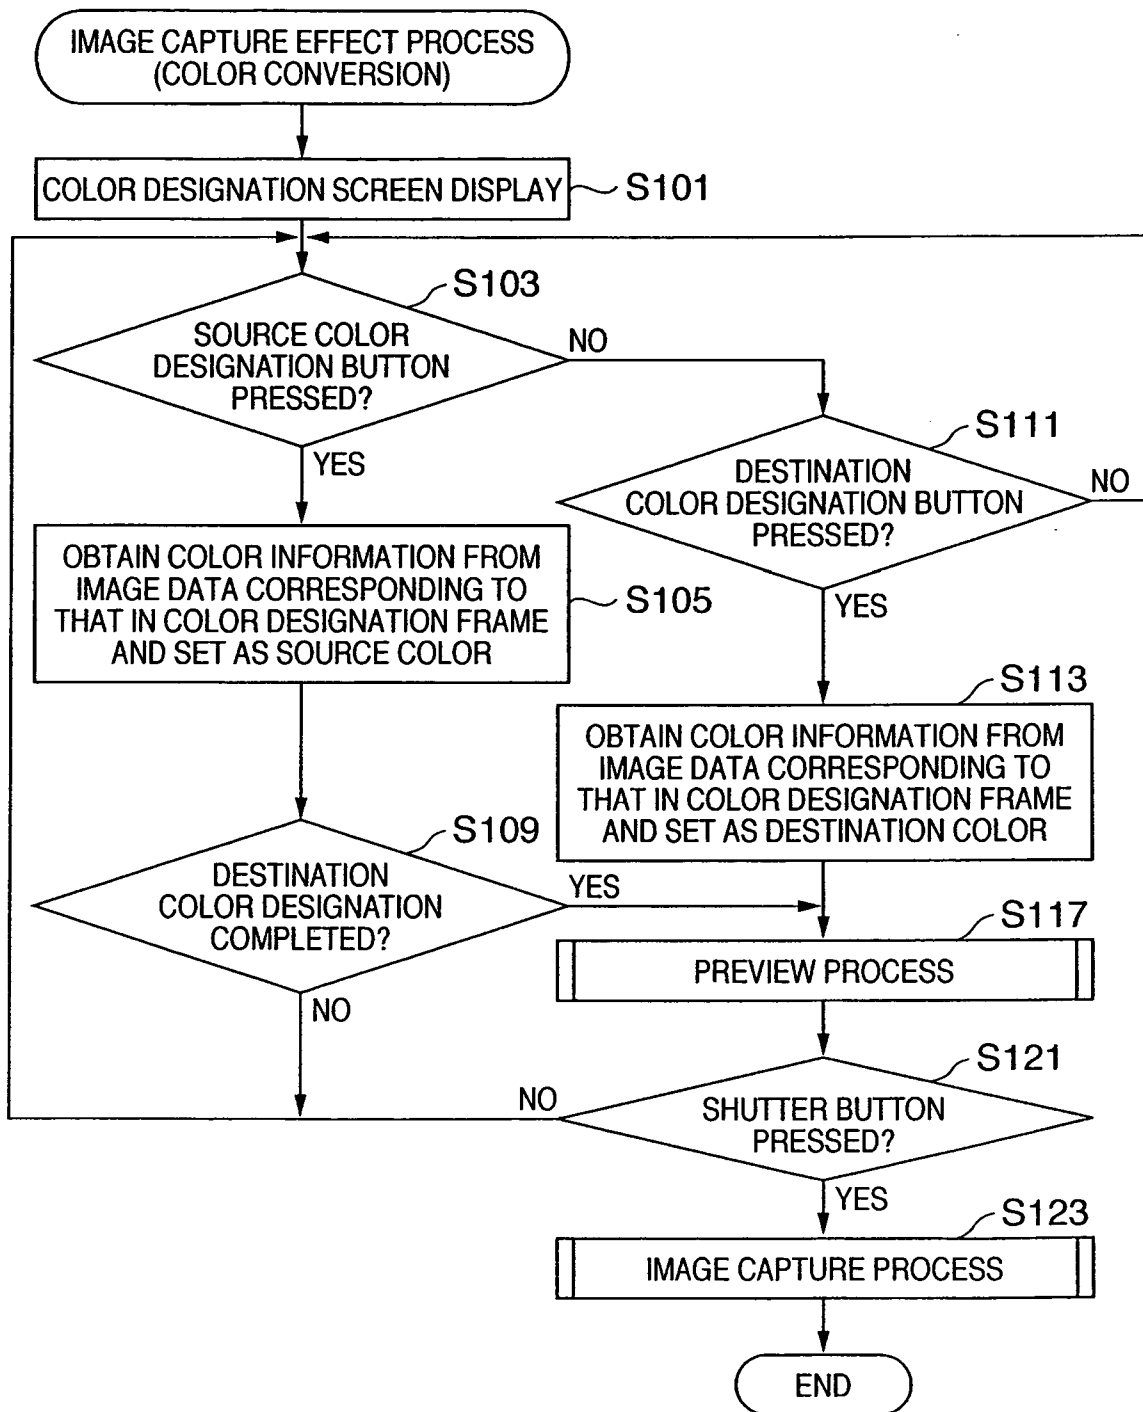 IMAGE CAPTURE EFFECT PROCESS
(COLOR CONVERSION)
COLOR DESIGNATION SCREEN DISPLAY
S101
S103
SOURCE COLOR
DESIGNATION BUTTON
PRESSED?
NO
YES
S111
DESTINATION
COLOR DESIGNATION BUTTON
PRESSED?
NO
YES
OBTAIN COLOR INFORMATION FROM
IMAGE DATA CORRESPONDING TO
THAT IN COLOR DESIGNATION FRAME
AND SET AS SOURCE COLOR
S105
S113
OBTAIN COLOR INFORMATION FROM
IMAGE DATA CORRESPONDING TO
THAT IN COLOR DESIGNATION FRAME
AND SET AS DESTINATION COLOR
S109
DESTINATION
COLOR DESIGNATION
COMPLETED?
YES
NO
S117
PREVIEW PROCESS
S121
SHUTTER BUTTON
PRESSED?
NO
YES
S123
IMAGE CAPTURE PROCESS
END